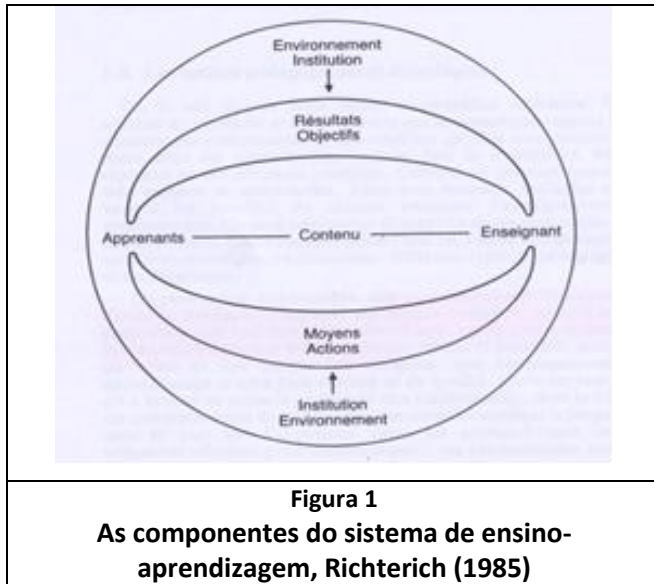 Environnement
Institution
Résultats
Objectifs
Apprenants
Contenu
Enseignant
Moyens
Actions
Institution
Environnement
Figura 1
As componentes do sistema de ensino-
aprendizagem, Richterich (1985)